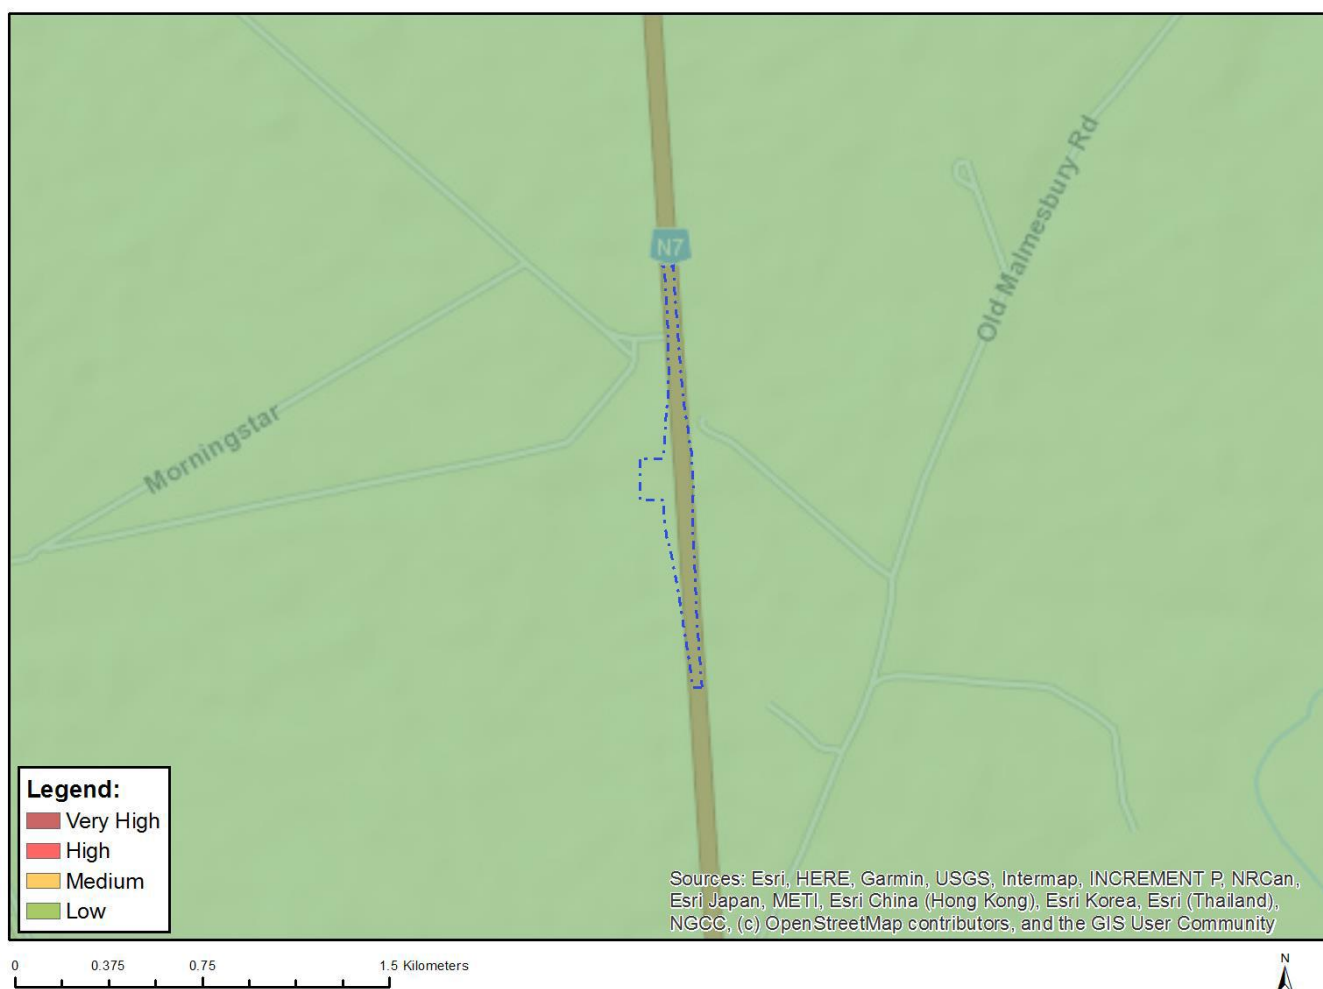 N7
Old Malmesbury Rd
Morningstar
Legend:
Very High
High
Medium
Low
Sources: Esri, HERE, Garmin, USGS, Intermap, INCREMENT P, NRCan,
Esri Japan, METI, Esri China (Hong Kong), Esri Korea, Esri (Thailand),
NGCC, (c) OpenStreetMap contributors, and the GIS User Community
0 0.375 0.75 1.5 Kilometers
N